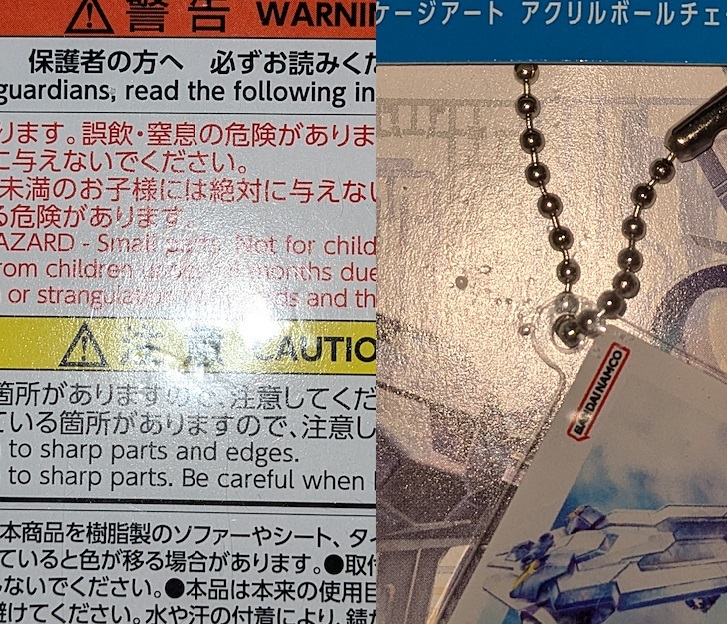 警告 WARNIN
保護者の方へ 必ずお読みくだ
guardians, read the following in
ります。誤飲・窒息の危険がありま
に与えないでください。
未満のお子様には絶対に与えない
る危険があります。
AZARD - Small parts. Not for child
rom children under months due
or strangulation and th
注意 CAUTIO
箇所がありますので、注意してくだ
ている箇所がありますので、注意し
to sharp parts and edges.
to sharp parts. Be careful when
本商品を樹脂製のソファーやシート、タイ
ていると色が移る場合があります。●取付
ないでください。●本品は本来の使用目
避けてください。水や汗の付着により、錆が
ケージアート アクリルボールチェー
BANDAI NAMCO